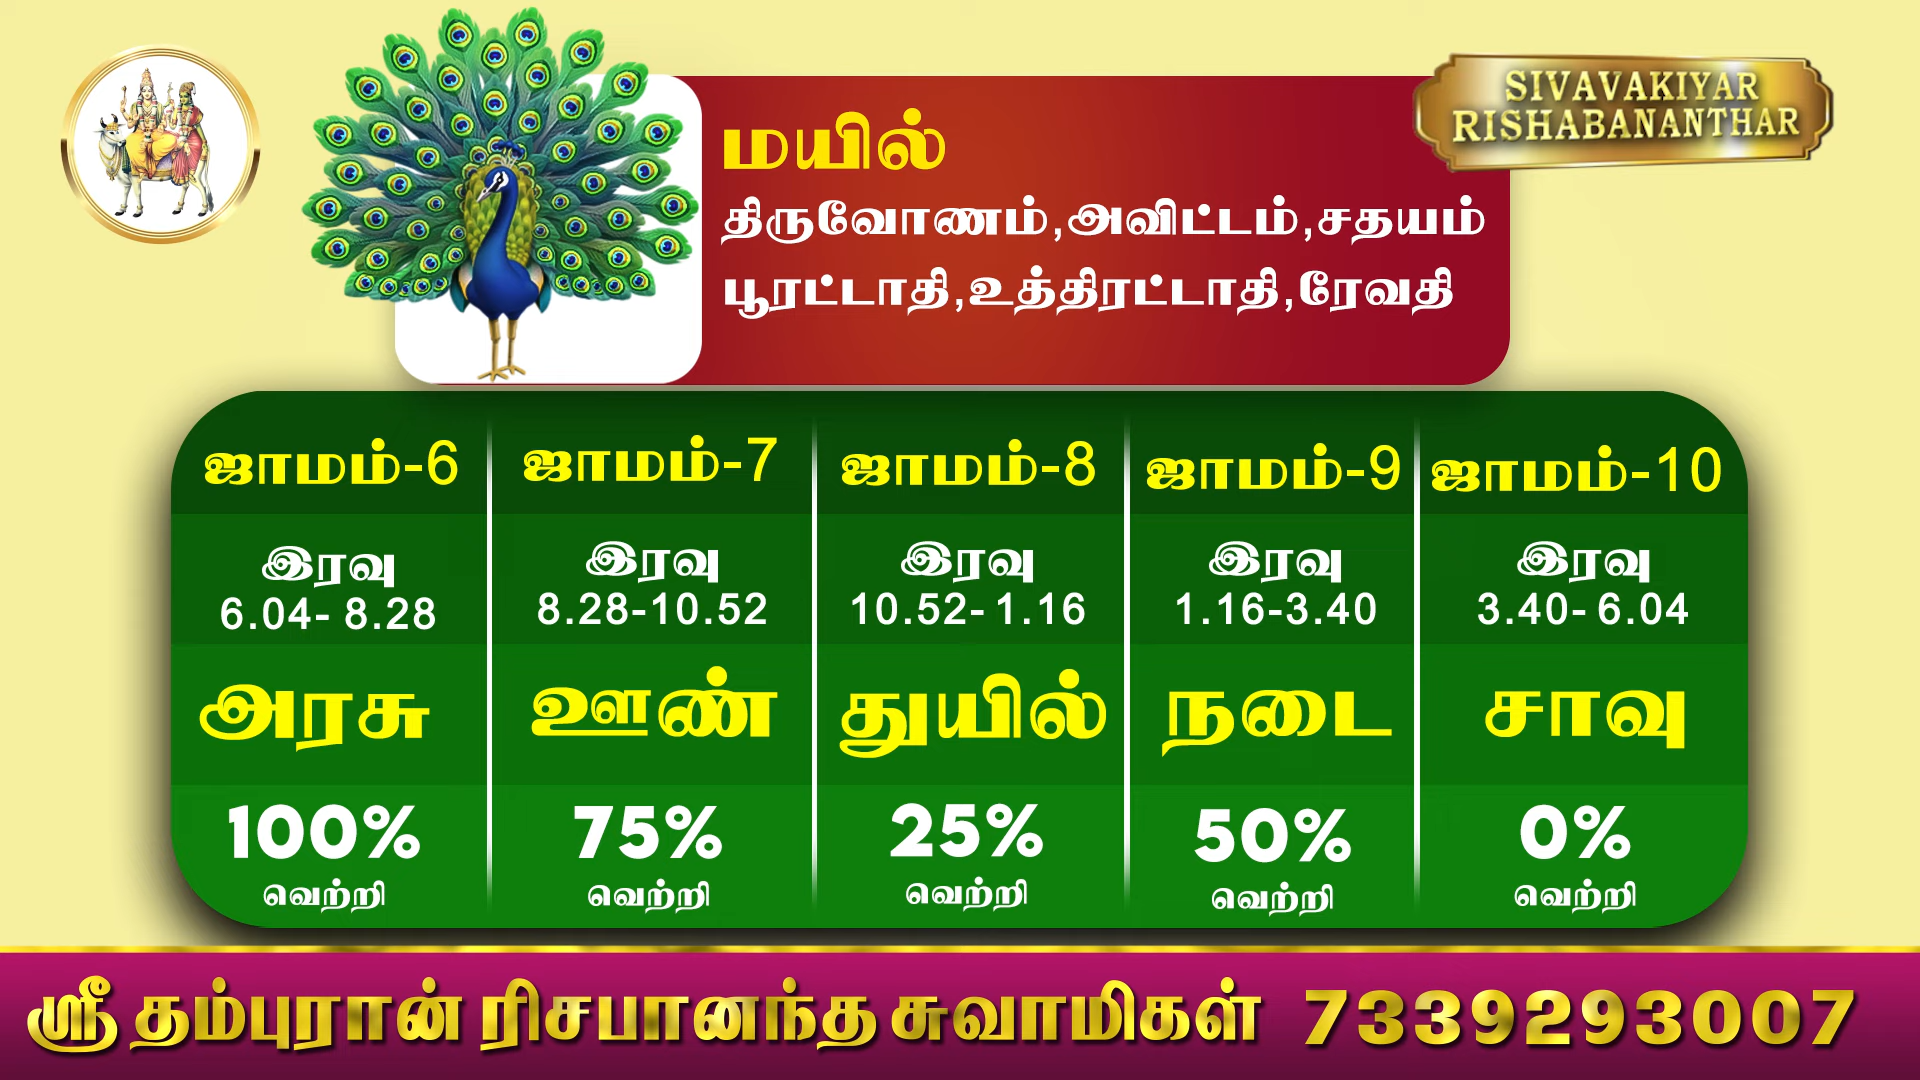 SIVAVAKIYAR
RISHABANANTHAR
மயில்
திருவோணம்,அவிட்டம்,சதயம்
பூரட்டாதி,உத்திரட்டாதி,ரேவதி
ஜாமம்-6 ஜாமம்-7 ஜாமம்-8 ஜாமம்-9 ஜாமம்-10
இரவு இரவு இரவு இரவு இரவு
6.04- 8.28 8.28-10.52 10.52- 1.16 1.16-3.40 3.40- 6.04
அரசு ஊண் துயில் நடை சாவு
100% 75% 25% 50% 0%
வெற்றி வெற்றி வெற்றி வெற்றி வெற்றி
ஸ்ரீ தம்புரான் ரிசபானந்த சுவாமிகள் 7339293007